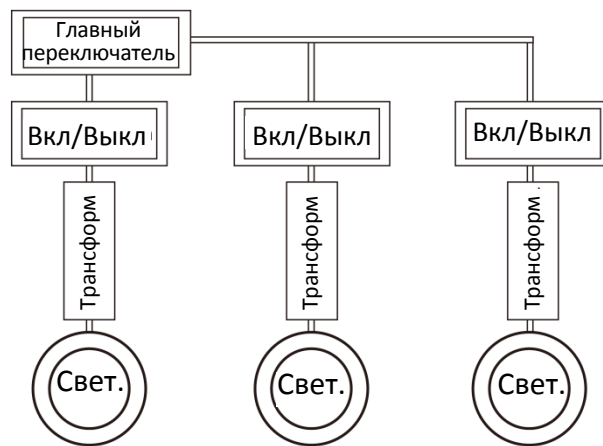 Главный
переключатель
Вкл/Выкл
Вкл/Выкл
Вкл/Выкл
Трансформ
Трансформ
Трансформ
Свет.
Свет.
Свет.